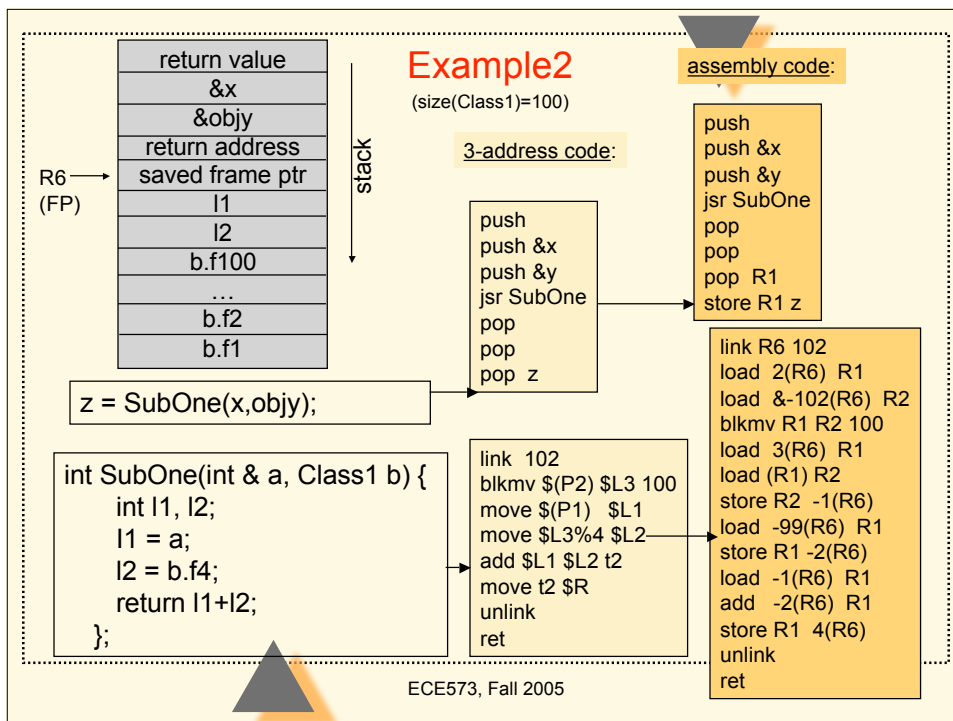 Example2
(size(Class1)=100)
return value
&x
&objy
return address
saved frame ptr
l1
l2
b.f100
…
b.f2
b.f1
stack
R6
(FP)
z = SubOne(x,objy);
int SubOne(int & a, Class1 b) {
int l1, l2;
l1 = a;
l2 = b.f4;
return l1+l2;
};
3-address code:
push
push &x
push &y
jsr SubOne
pop
pop
pop z
link 102
blkmv $(P2) $L3 100
move $(P1) $L1
move $L3%4 $L2
add $L1 $L2 t2
move t2 $R
unlink
ret
assembly code:
push
push &x
push &y
jsr SubOne
pop
pop
pop R1
store R1 z
link R6 102
load 2(R6) R1
load &-102(R6) R2
blkmv R1 R2 100
load 3(R6) R1
load (R1) R2
store R2 -1(R6)
load -99(R6) R1
store R1 -2(R6)
load -1(R6) R1
add -2(R6) R1
store R1 4(R6)
unlink
ret
ECE573, Fall 2005